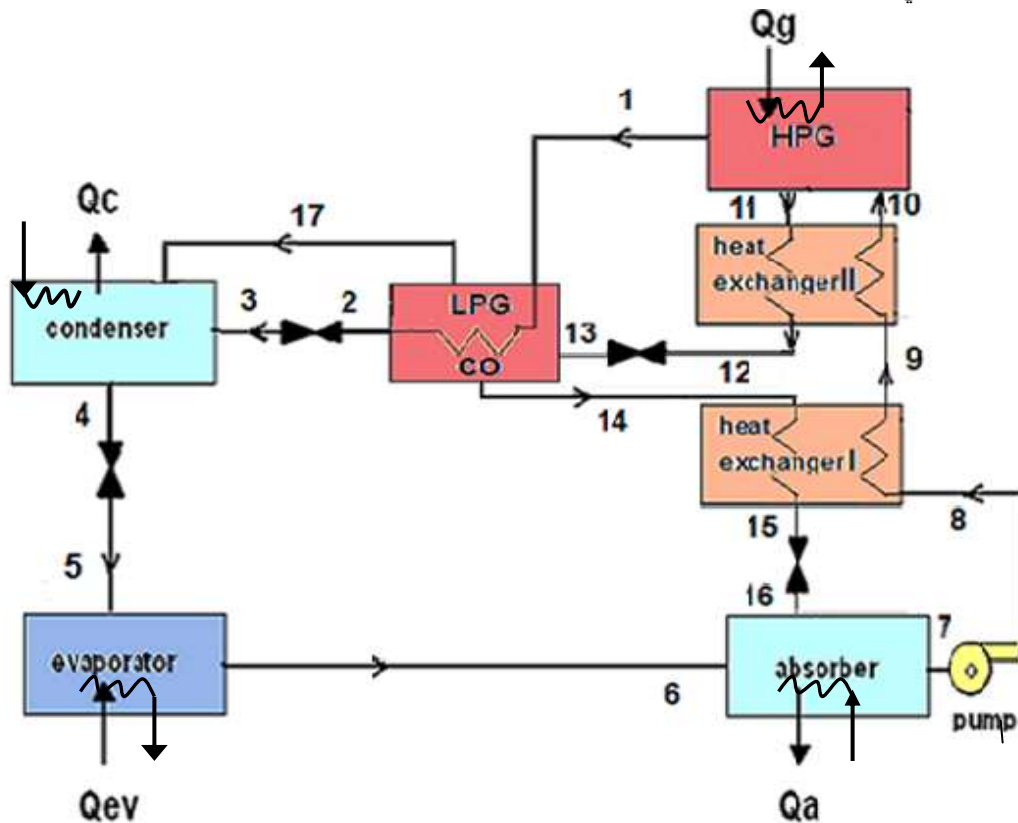 Qg
1
HPG
Qc
17
11
10
heat
exchangerII
3
2
LPG
condenser
13
CO
12
9
4
14
heat
exchangerI
15
8
5
16
7
evaporator
absorber
6
pump
Qev
Qa